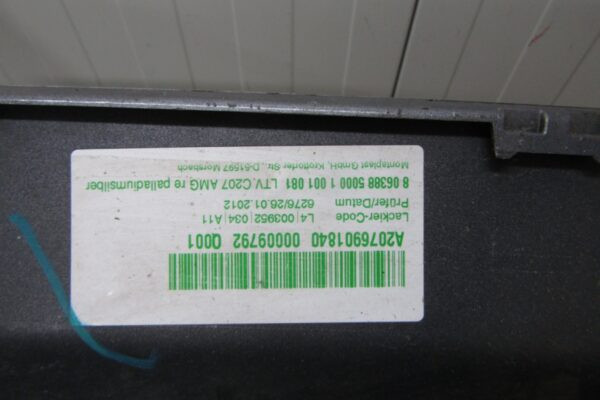 A2076901840 00009792 Q001
Lackier-Code L4 003952 034 A11
Prüfer/Datum 6276/26.01.2012
8 06388 5000 1 001 081 LTV. C207 AMG re palladiumsilber
Montaplast GmbH, Krottorfer Str., D-51597 Morsbach